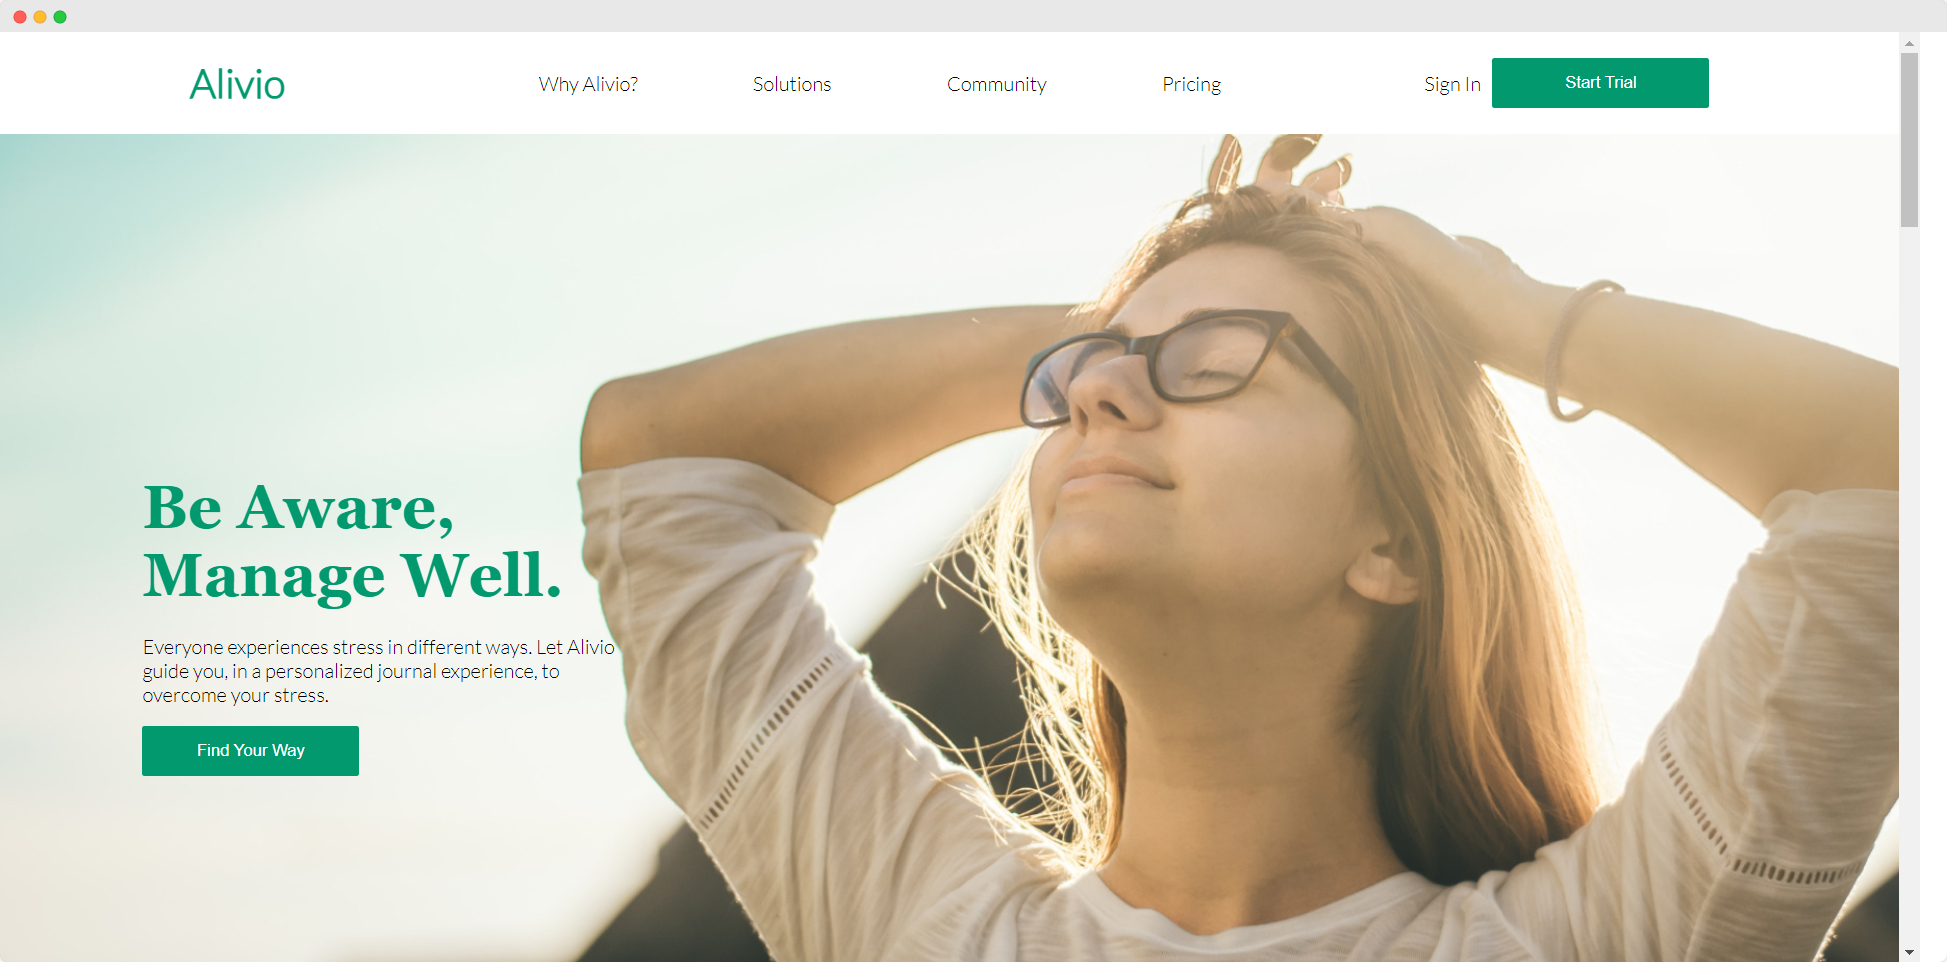 Alivio
Why Alivio?
Solutions
Community
Pricing
Sign In
Start Trial
Be Aware,
Manage Well.
Everyone experiences stress in different ways. Let Alivio
guide you, in a personalized journal experience, to
overcome your stress.
Find Your Way